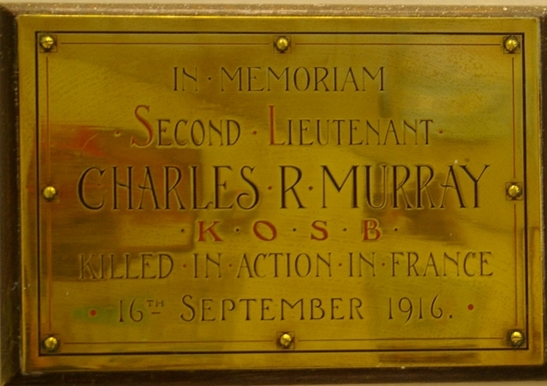 IN · MEMORIAM
· SECOND · LIEUTENANT ·
CHARLES · R · MURRAY
· K · O · S · B ·
KILLED · IN · ACTION · IN · FRANCE
· 16TH SEPTEMBER 1916. ·